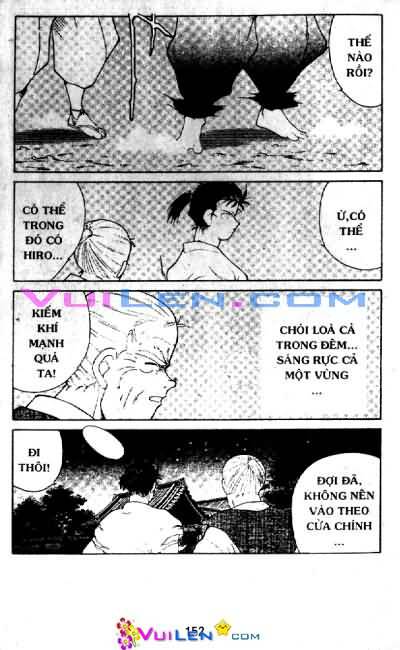 THẾ
NÀO
RỒI?
CÓ THỂ
TRONG
ĐÓ CÓ
HIRO...
Ừ,CÓ
THỂ
...
VUILEN.COM
KIẾM
KHÍ
MẠNH
QUÁ
TA!
CHÓI LOÀ CẢ
TRONG ĐÊM...
SÁNG RỰC CẢ
MỘT VÙNG
...
ĐI
THÔI!
ĐỢI ĐÃ,
KHÔNG NÊN
VÀO THEO
CỬA CHÍNH
...
152
VUILEN.COM